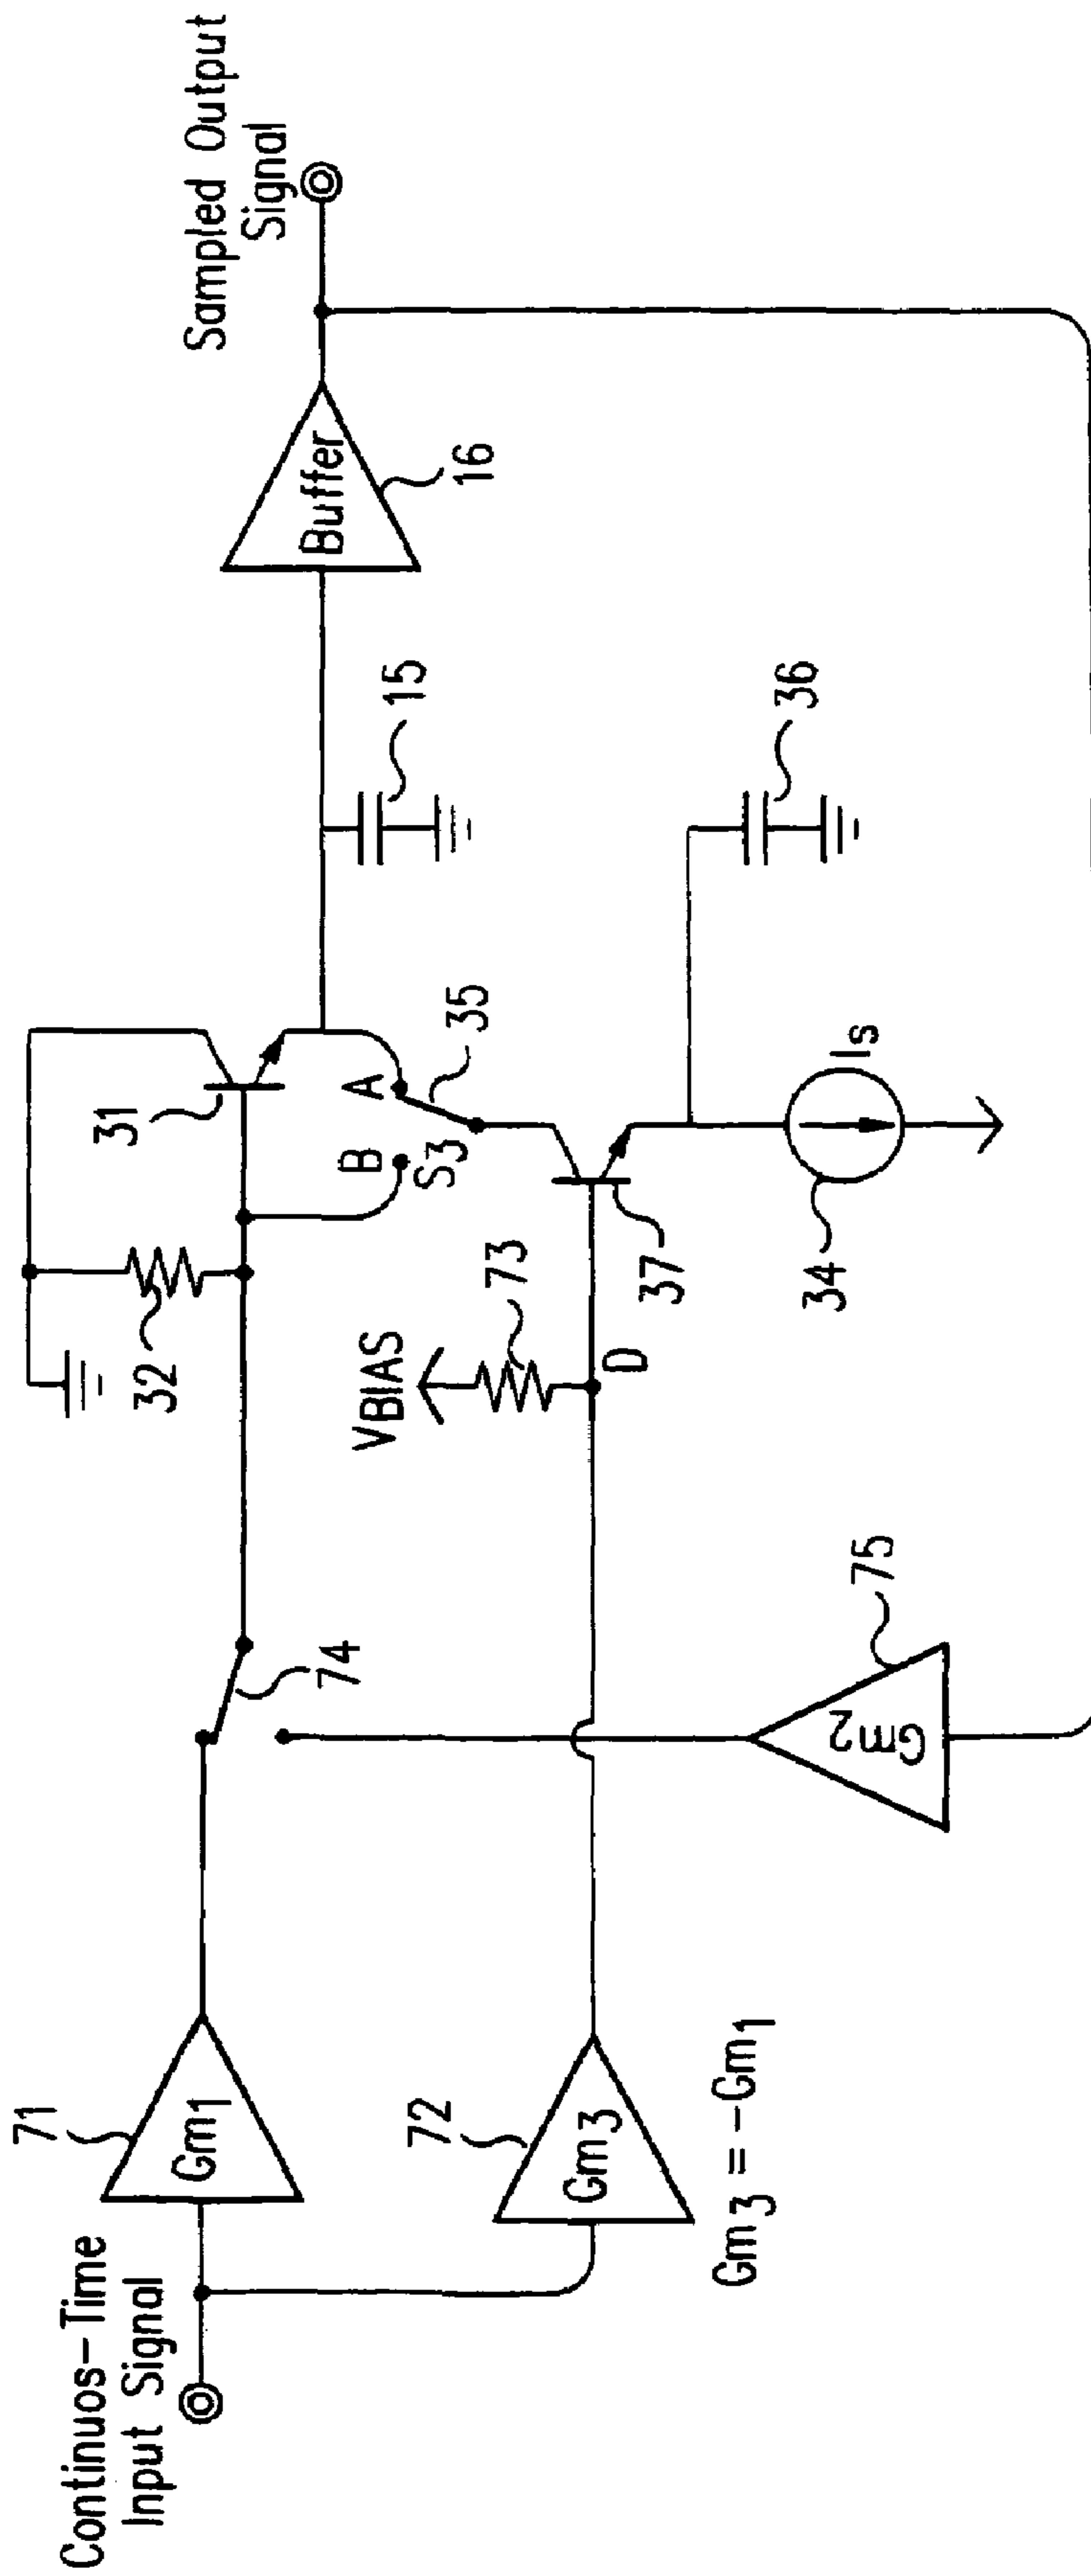 Continuos-Time
Input Signal
71
Gm1
72
Gm3
Gm3 = -Gm1
74
75
Gm2
32
VBIAS
73
D
31
B
A
S3
35
37
34
Is
15
36
Buffer
16
Sampled Output
Signal